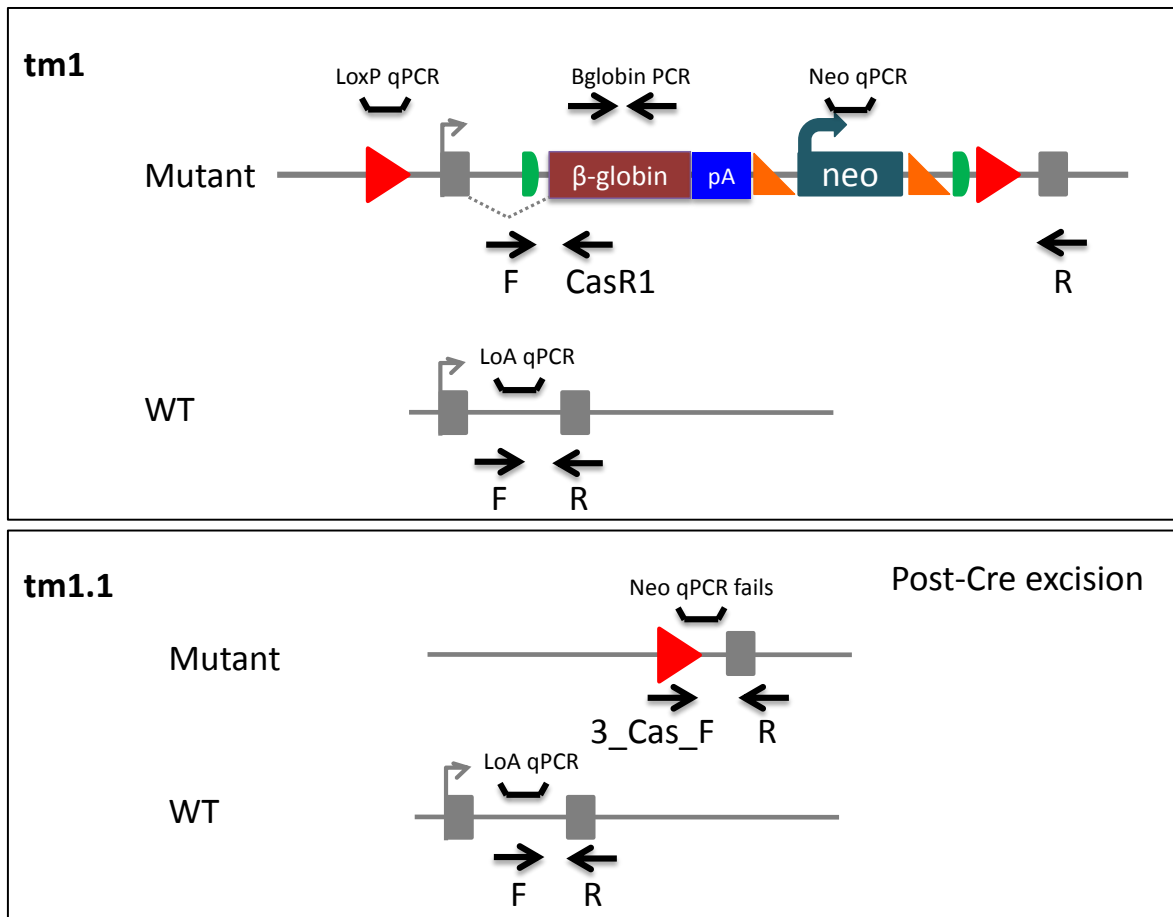 tm1
LoxP qPCR
Bglobin PCR
Neo qPCR
Mutant
β-globin
pA
neo
F
CasR1
R
LoA qPCR
WT
F
R
tm1.1
Post-Cre excision
Neo qPCR fails
Mutant
3_Cas_F
R
LoA qPCR
WT
F
R